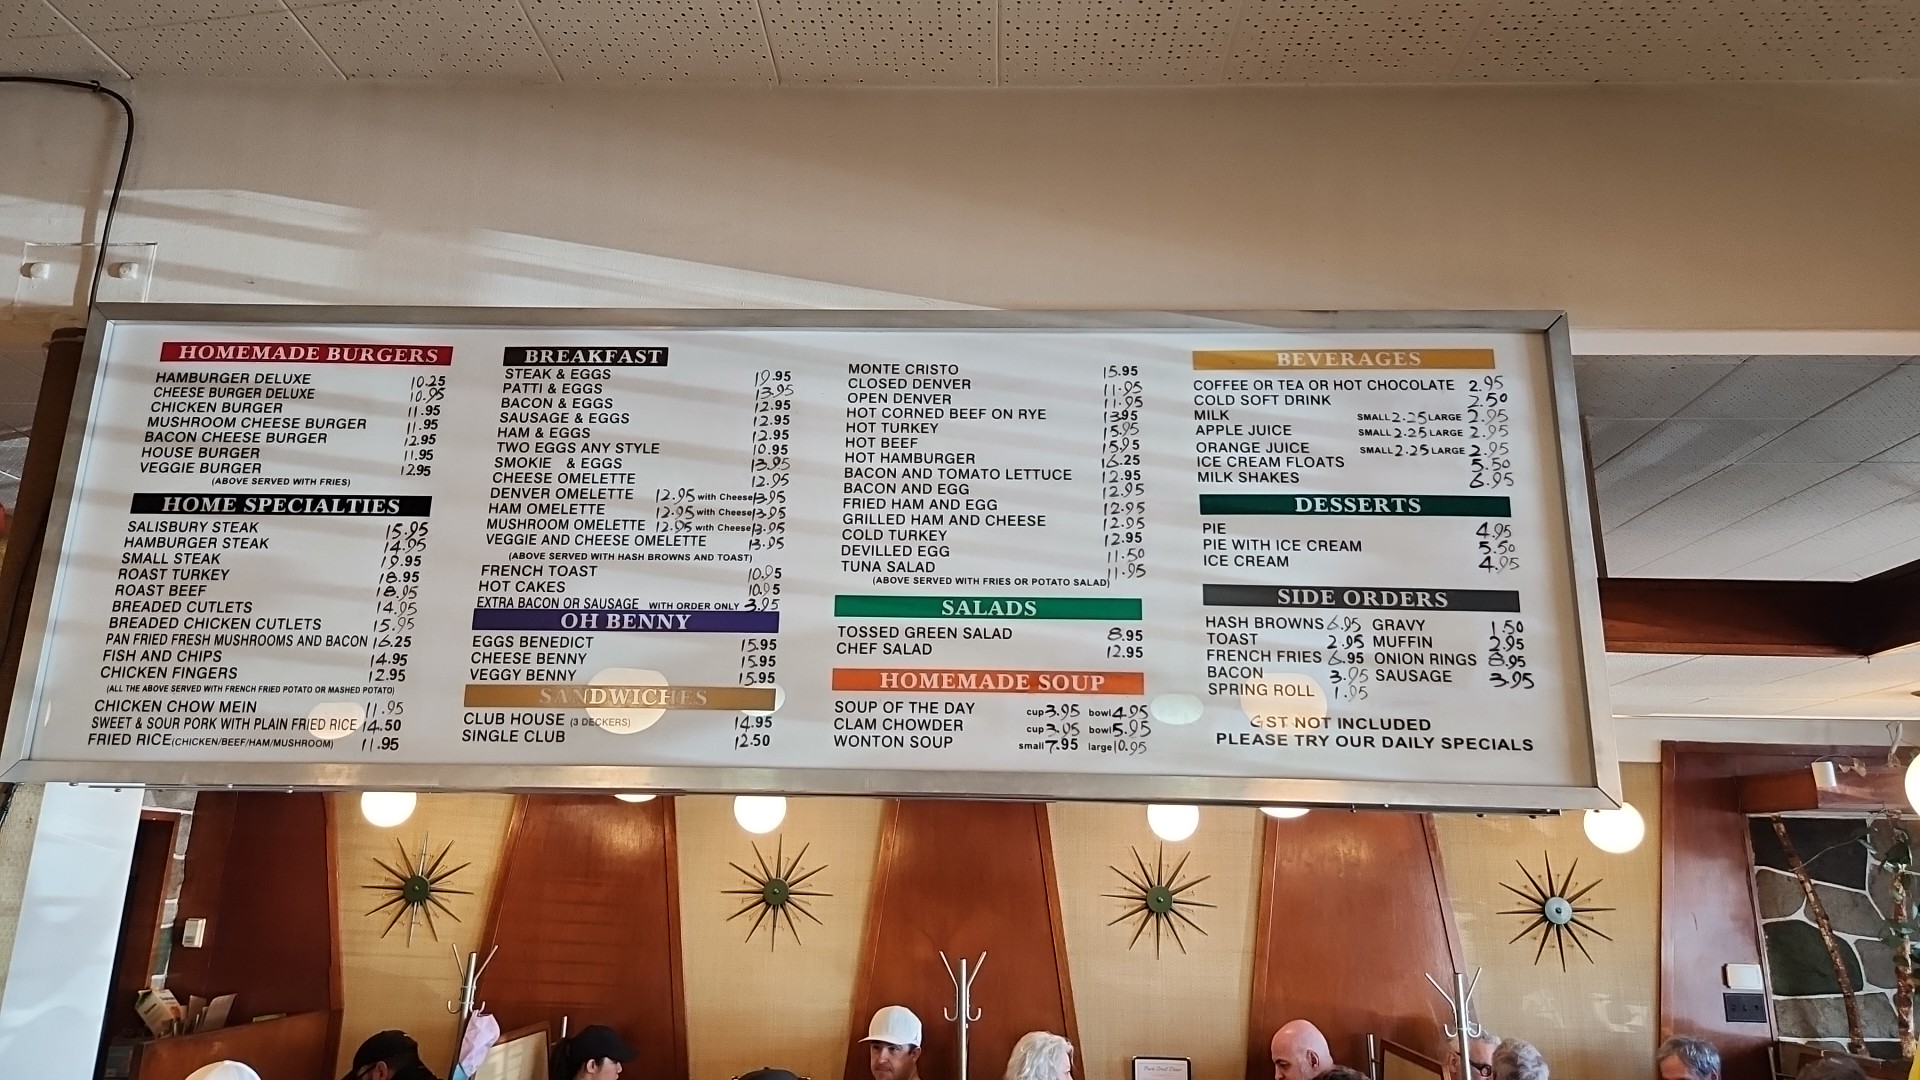 HOMEMADE BURGERS
HAMBURGER DELUXE 10.25
CHEESE BURGER DELUXE 10.95
CHICKEN BURGER 11.95
MUSHROOM CHEESE BURGER 11.95
BACON CHEESE BURGER 12.95
HOUSE BURGER 11.95
VEGGIE BURGER 12.95
(ABOVE SERVED WITH FRIES)
HOME SPECIALTIES
SALISBURY STEAK 15.95
HAMBURGER STEAK 14.95
SMALL STEAK 19.95
ROAST TURKEY 18.95
ROAST BEEF 18.95
BREADED CUTLETS 14.95
BREADED CHICKEN CUTLETS 15.95
PAN FRIED FRESH MUSHROOMS AND BACON 16.25
FISH AND CHIPS 14.95
CHICKEN FINGERS 12.95
(ALL THE ABOVE SERVED WITH FRENCH FRIED POTATO OR MASHED POTATO)
CHICKEN CHOW MEIN 11.95
SWEET & SOUR PORK WITH PLAIN FRIED RICE 14.50
FRIED RICE (CHICKEN/BEEF/HAM/MUSHROOM) 11.95
BREAKFAST
STEAK & EGGS 19.95
PATTI & EGGS 13.95
BACON & EGGS 12.95
SAUSAGE & EGGS 12.95
HAM & EGGS 12.95
TWO EGGS ANY STYLE 10.95
SMOKIE & EGGS 13.95
CHEESE OMELETTE 12.95
DENVER OMELETTE 12.95 with Cheese 13.95
HAM OMELETTE 12.95 with Cheese 13.95
MUSHROOM OMELETTE 12.95 with Cheese 13.95
VEGGIE AND CHEESE OMELETTE 13.95
(ABOVE SERVED WITH HASH BROWNS AND TOAST)
FRENCH TOAST 10.95
HOT CAKES 10.95
EXTRA BACON OR SAUSAGE WITH ORDER ONLY 3.95
OH BENNY
EGGS BENEDICT 15.95
CHEESE BENNY 15.95
VEGGY BENNY 15.95
SANDWICHES
CLUB HOUSE (3 DECKERS) 14.95
SINGLE CLUB 12.50
MONTE CRISTO 15.95
CLOSED DENVER 11.95
OPEN DENVER 11.95
HOT CORNED BEEF ON RYE 13.95
HOT TURKEY 15.95
HOT BEEF 15.95
HOT HAMBURGER 16.25
BACON AND TOMATO LETTUCE 12.95
BACON AND EGG 12.95
FRIED HAM AND EGG 12.95
GRILLED HAM AND CHEESE 12.95
COLD TURKEY 12.95
DEVILLED EGG 11.50
TUNA SALAD 11.95
(ABOVE SERVED WITH FRIES OR POTATO SALAD)
SALADS
TOSSED GREEN SALAD 8.95
CHEF SALAD 12.95
HOMEMADE SOUP
SOUP OF THE DAY cup 3.95 bowl 4.95
CLAM CHOWDER cup 3.95 bowl 5.95
WONTON SOUP small 7.95 large 10.95
BEVERAGES
COFFEE OR TEA OR HOT CHOCOLATE 2.95
COLD SOFT DRINK 2.50
MILK SMALL 2.25 LARGE 2.95
APPLE JUICE SMALL 2.25 LARGE 2.95
ORANGE JUICE SMALL 2.25 LARGE 2.95
ICE CREAM FLOATS 5.50
MILK SHAKES 6.95
DESSERTS
PIE 4.95
PIE WITH ICE CREAM 5.50
ICE CREAM 4.95
SIDE ORDERS
HASH BROWNS 6.95 GRAVY 1.50
TOAST 2.95 MUFFIN 2.95
FRENCH FRIES 6.95 ONION RINGS 8.95
BACON 3.95 SAUSAGE 3.95
SPRING ROLL 1.95
GST NOT INCLUDED
PLEASE TRY OUR DAILY SPECIALS